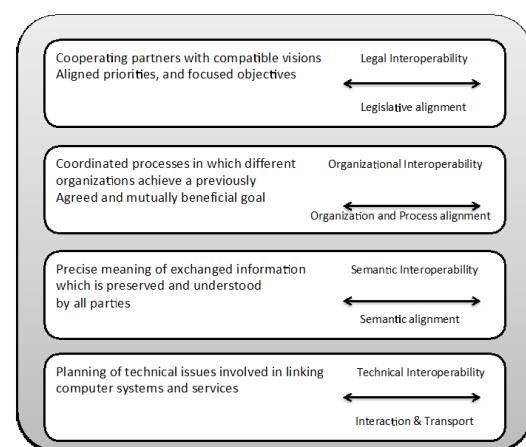 Cooperating partners with compatible visions
Aligned priorities, and focused objectives
Legal Interoperability
Legislative alignment
Coordinated processes in which different
organizations achieve a previously
Agreed and mutually beneficial goal
Organizational Interoperability
Organization and Process alignment
Precise meaning of exchanged information
which is preserved and understood
by all parties
Semantic Interoperability
Semantic alignment
Planning of technical issues involved in linking
computer systems and services
Technical Interoperability
Interaction & Transport